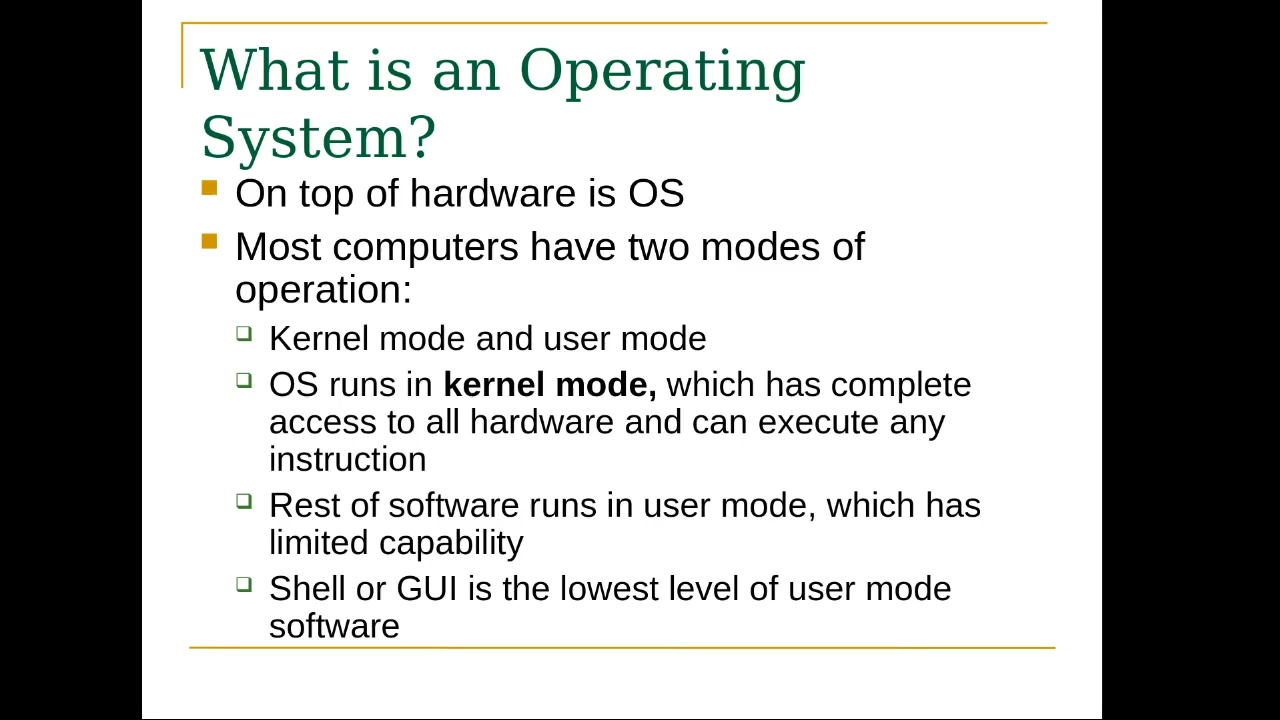 What is an Operating
System?
On top of hardware is OS
Most computers have two modes of
operation:
Kernel mode and user mode
OS runs in kernel mode, which has complete
access to all hardware and can execute any
instruction
Rest of software runs in user mode, which has
limited capability
Shell or GUI is the lowest level of user mode
software